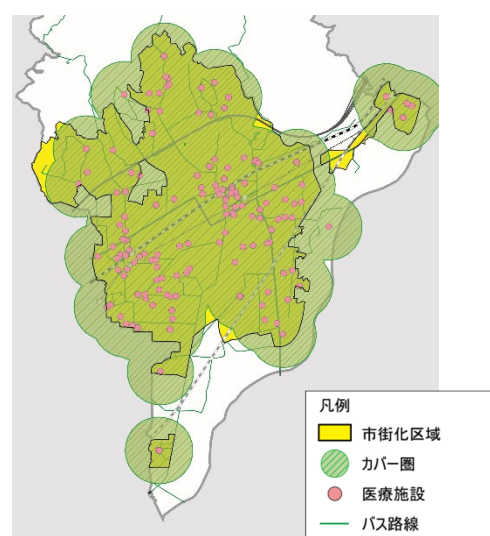 凡例
市街化区域
カバー圏
医療施設
バス路線